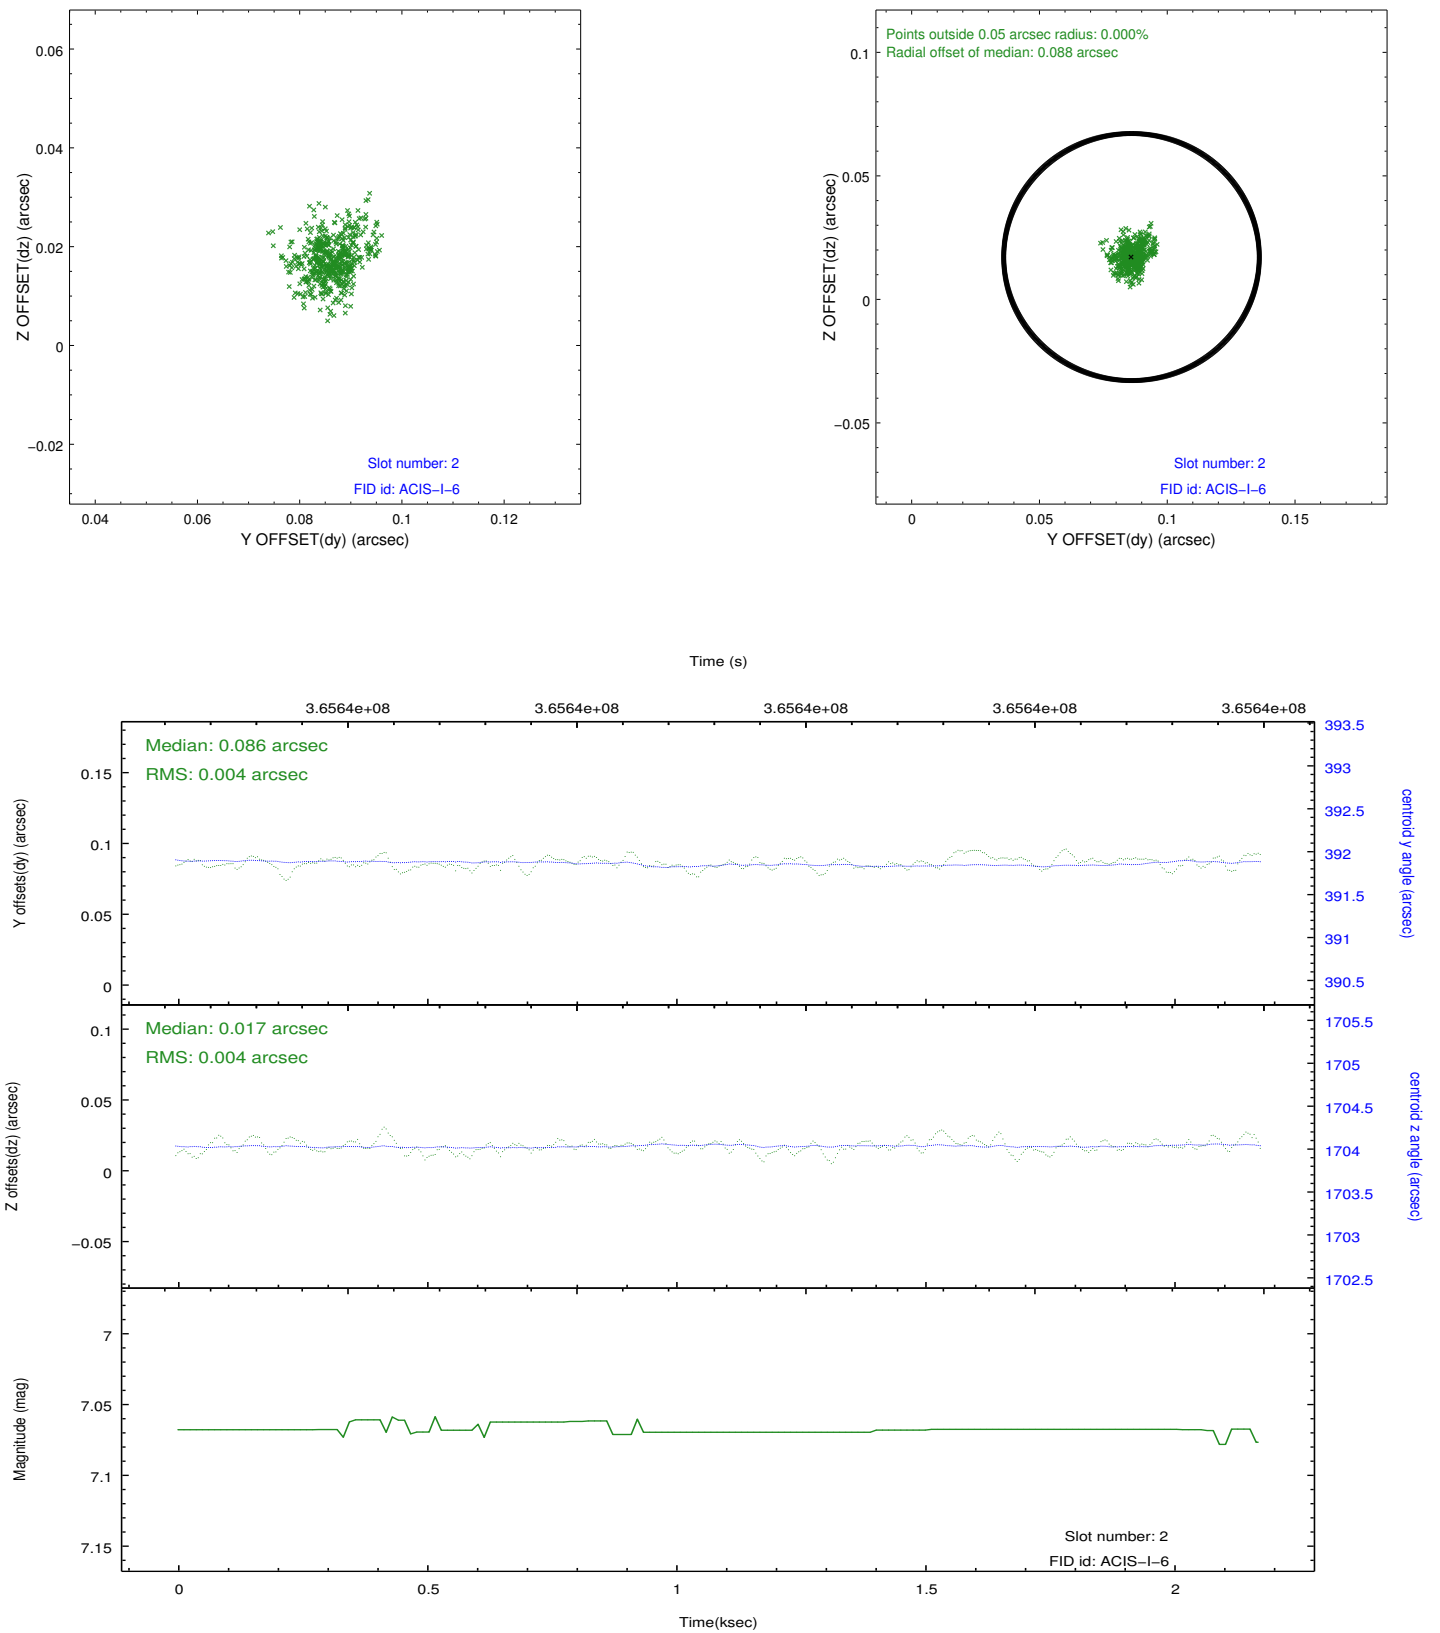 0.06
0.04
0.02
0
−0.02
Z OFFSET(dz) (arcsec)
Slot number: 2
FID id: ACIS−I−6
0.04 0.06 0.08 0.1 0.12
Y OFFSET(dy) (arcsec)
Points outside 0.05 arcsec radius: 0.000%
Radial offset of median: 0.088 arcsec
0.1
0.05
0
−0.05
Z OFFSET(dz) (arcsec)
Slot number: 2
FID id: ACIS−I−6
0 0.05 0.1 0.15
Y OFFSET(dy) (arcsec)
Time (s)
3.6564e+08 3.6564e+08 3.6564e+08 3.6564e+08 3.6564e+08
Median: 0.086 arcsec
RMS: 0.004 arcsec
0.15
0.1
0.05
0
Y offsets(dy) (arcsec)
393.5
393
392.5
392
391.5
391
390.5
centroid y angle (arcsec)
Median: 0.017 arcsec
RMS: 0.004 arcsec
0.1
0.05
0
−0.05
Z offsets(dz) (arcsec)
1705.5
1705
1704.5
1704
1703.5
1703
1702.5
centroid z angle (arcsec)
7
7.05
7.1
7.15
Magnitude (mag)
Slot number: 2
FID id: ACIS−I−6
0 0.5 1 1.5 2
Time(ksec)